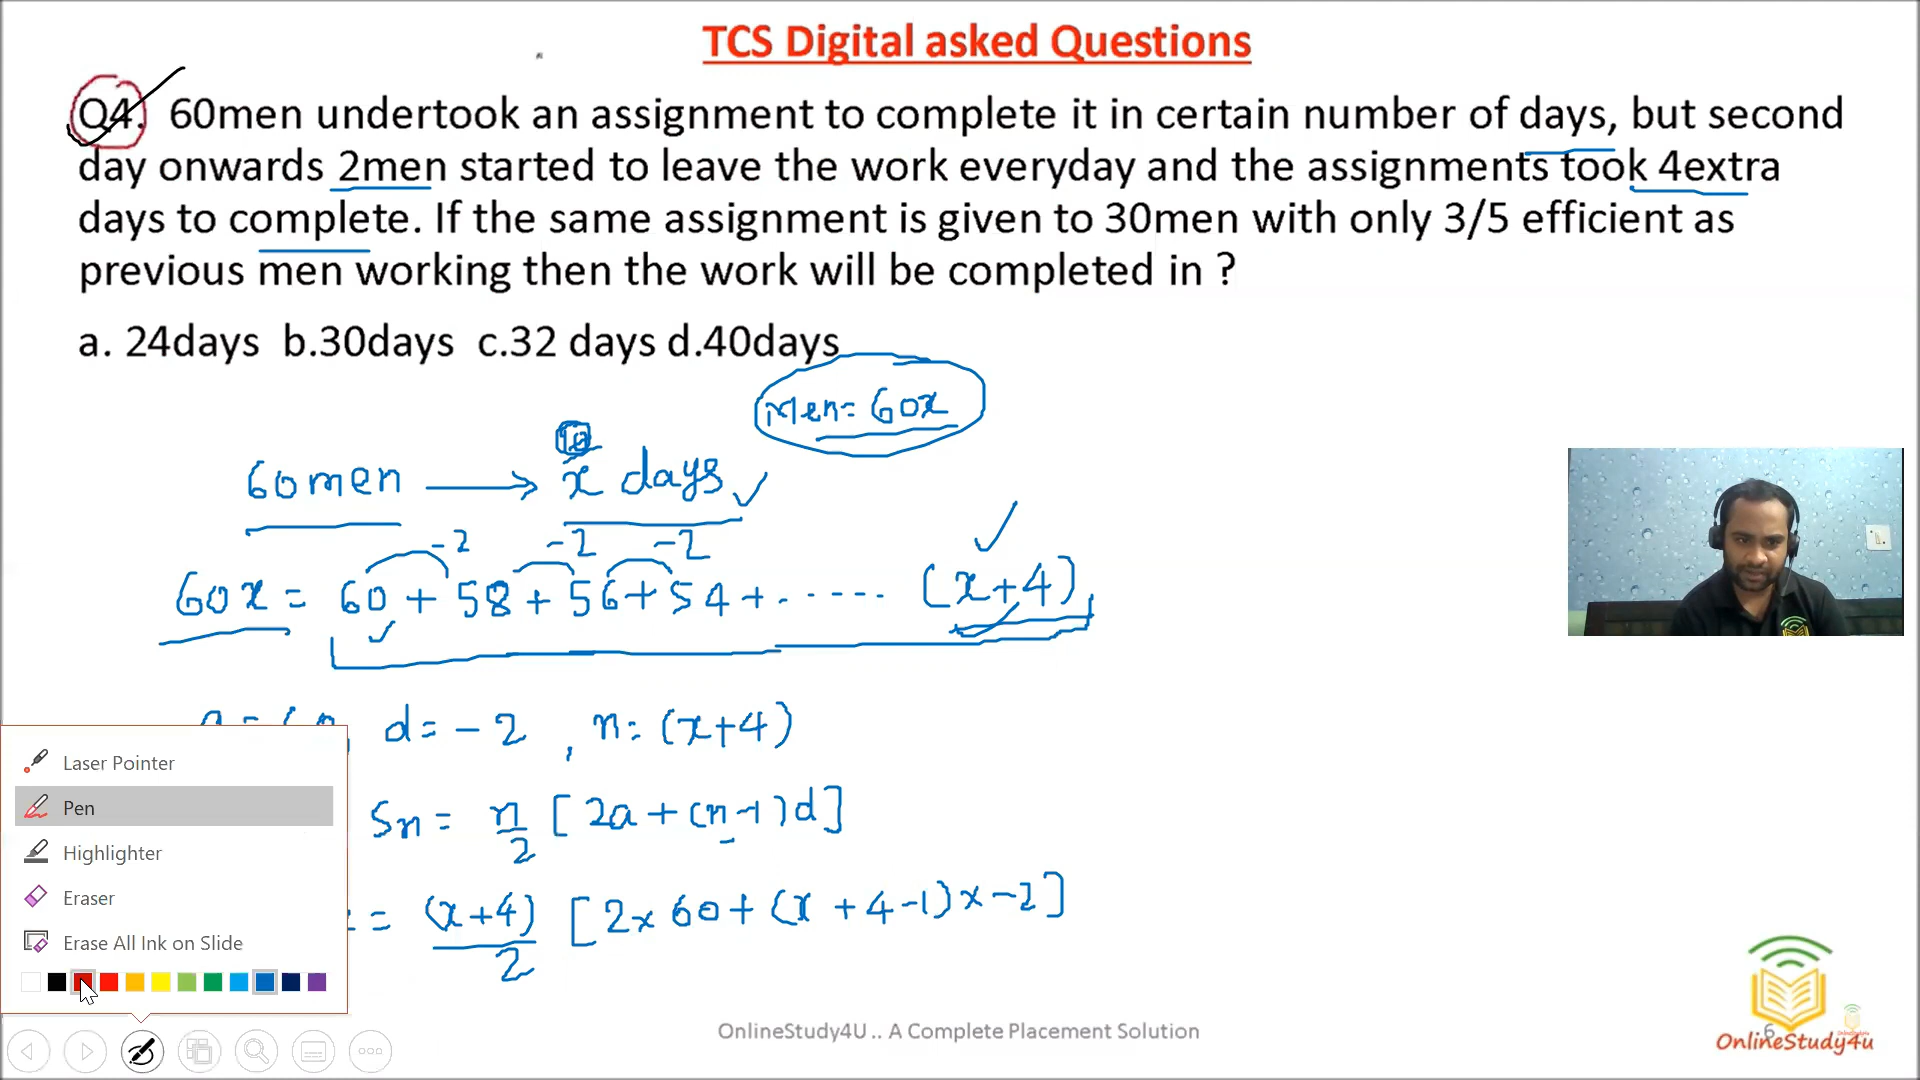 TCS Digital asked Questions
Q4. 60men undertook an assignment to complete it in certain number of days, but second
day onwards 2men started to leave the work everyday and the assignments took 4extra
days to complete. If the same assignment is given to 30men with only 3/5 efficient as
previous men working then the work will be completed in ?
a. 24days b.30days c.32 days d.40days
Men= 60x
60men → x days
-2 -2 -2
60x = 60 + 58 + 56 + 54 + ...... (x+4)
d= -2 , n= (x+4)
Sn = n/2 [2a+(n-1)d]
= (x+4)/2 [2x60+(x+4-1)x-2]
Laser Pointer
Pen
Highlighter
Eraser
Erase All Ink on Slide
OnlineStudy4U .. A Complete Placement Solution
6
OnlineStudy4u